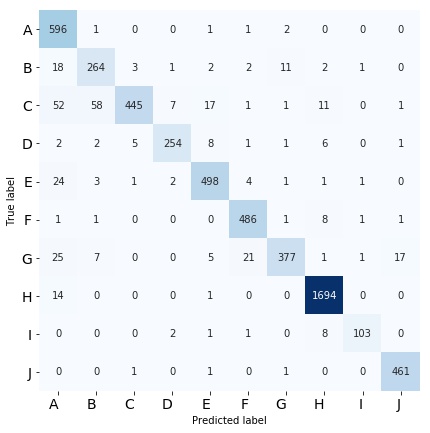 A 596 1 0 0 1 1 2 0 0 0
B 18 264 3 1 2 2 11 2 1 0
C 52 58 445 7 17 1 1 11 0 1
D 2 2 5 254 8 1 1 6 0 1
E 24 3 1 2 498 4 1 1 1 0
F 1 1 0 0 0 486 1 8 1 1
G 25 7 0 0 5 21 377 1 1 17
H 14 0 0 0 1 0 0 1694 0 0
I 0 0 0 2 1 1 0 8 103 0
J 0 0 1 0 1 0 1 0 0 461
A B C D E F G H I J
True label
Predicted label